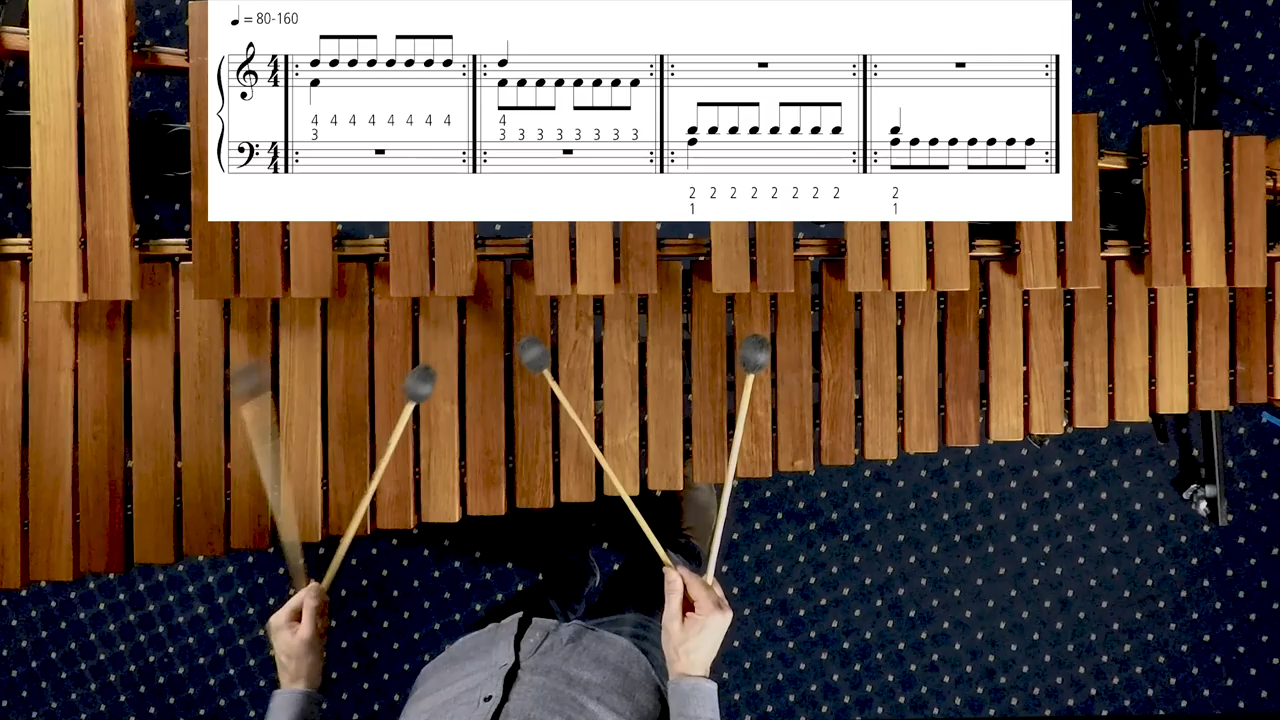 ♩ = 80-160
4 4 4 4 4 4 4 4 4
3 3 3 3 3 3 3 3 3
2 2 2 2 2 2 2 2 2
1 1